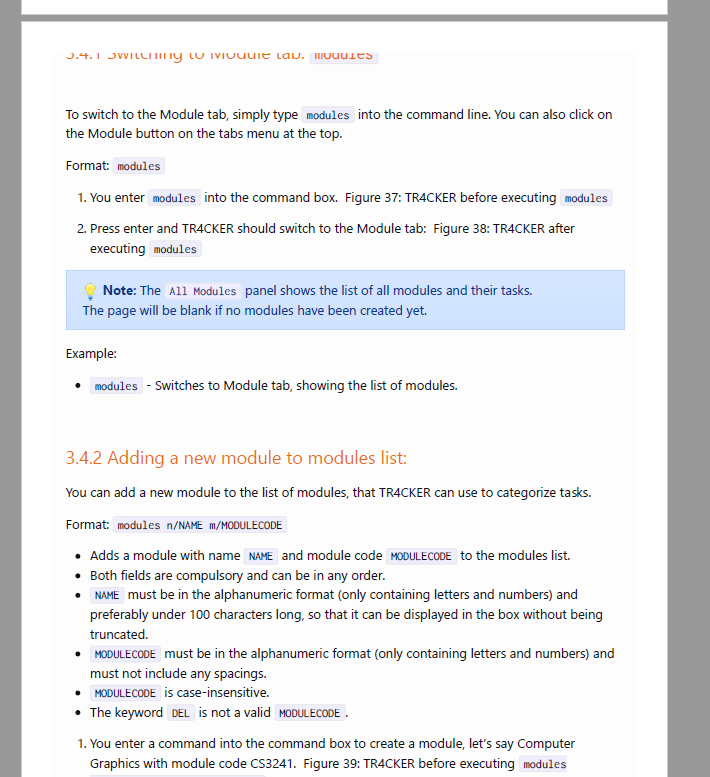 3.4.1 Switching to Module tab: modules
To switch to the Module tab, simply type modules into the command line. You can also click on
the Module button on the tabs menu at the top.
Format: modules
1. You enter modules into the command box. Figure 37: TR4CKER before executing modules
2. Press enter and TR4CKER should switch to the Module tab: Figure 38: TR4CKER after
executing modules
Note: The All Modules panel shows the list of all modules and their tasks.
The page will be blank if no modules have been created yet.
Example:
• modules - Switches to Module tab, showing the list of modules.
3.4.2 Adding a new module to modules list:
You can add a new module to the list of modules, that TR4CKER can use to categorize tasks.
Format: modules n/NAME m/MODULECODE
• Adds a module with name NAME and module code MODULECODE to the modules list.
• Both fields are compulsory and can be in any order.
• NAME must be in the alphanumeric format (only containing letters and numbers) and
preferably under 100 characters long, so that it can be displayed in the box without being
truncated.
• MODULECODE must be in the alphanumeric format (only containing letters and numbers) and
must not include any spacings.
• MODULECODE is case-insensitive.
• The keyword DEL is not a valid MODULECODE.
1. You enter a command into the command box to create a module, let's say Computer
Graphics with module code CS3241. Figure 39: TR4CKER before executing modules